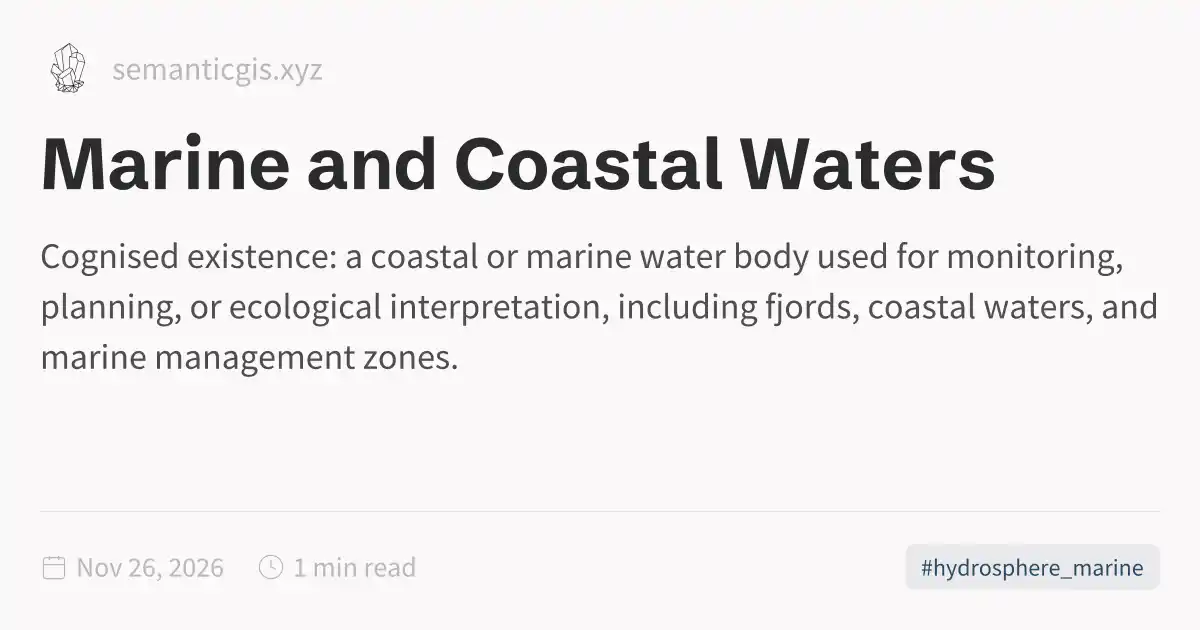 semanticgis.xyz
Marine and Coastal Waters
Cognised existence: a coastal or marine water body used for monitoring,
planning, or ecological interpretation, including fjords, coastal waters, and
marine management zones.
Nov 26, 2026 1 min read #hydrosphere_marine